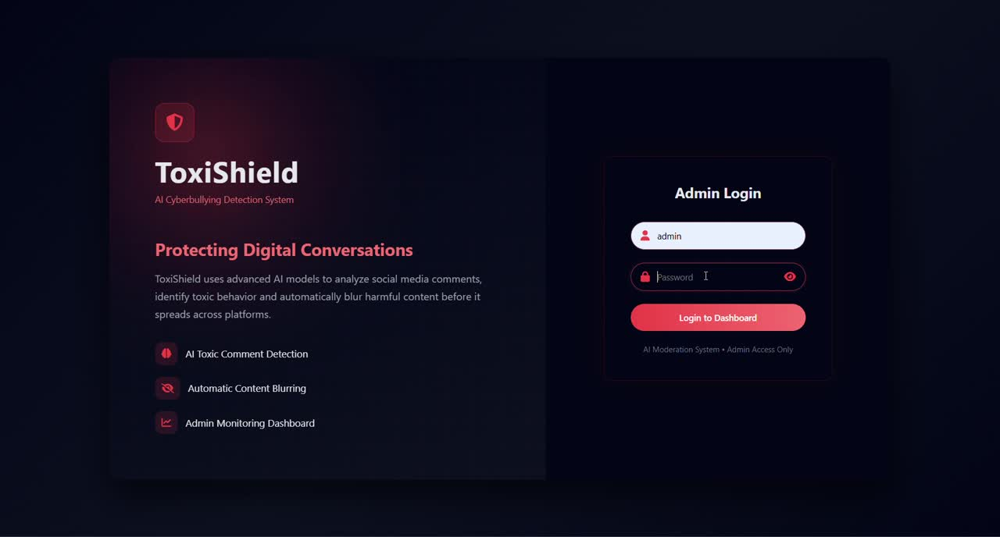 ToxiShield
AI Cyberbullying Detection System
Protecting Digital Conversations
ToxiShield uses advanced AI models to analyze social media comments,
identify toxic behavior and automatically blur harmful content before it
spreads across platforms.
AI Toxic Comment Detection
Automatic Content Blurring
Admin Monitoring Dashboard
Admin Login
admin
Password
Login to Dashboard
AI Moderation System • Admin Access Only